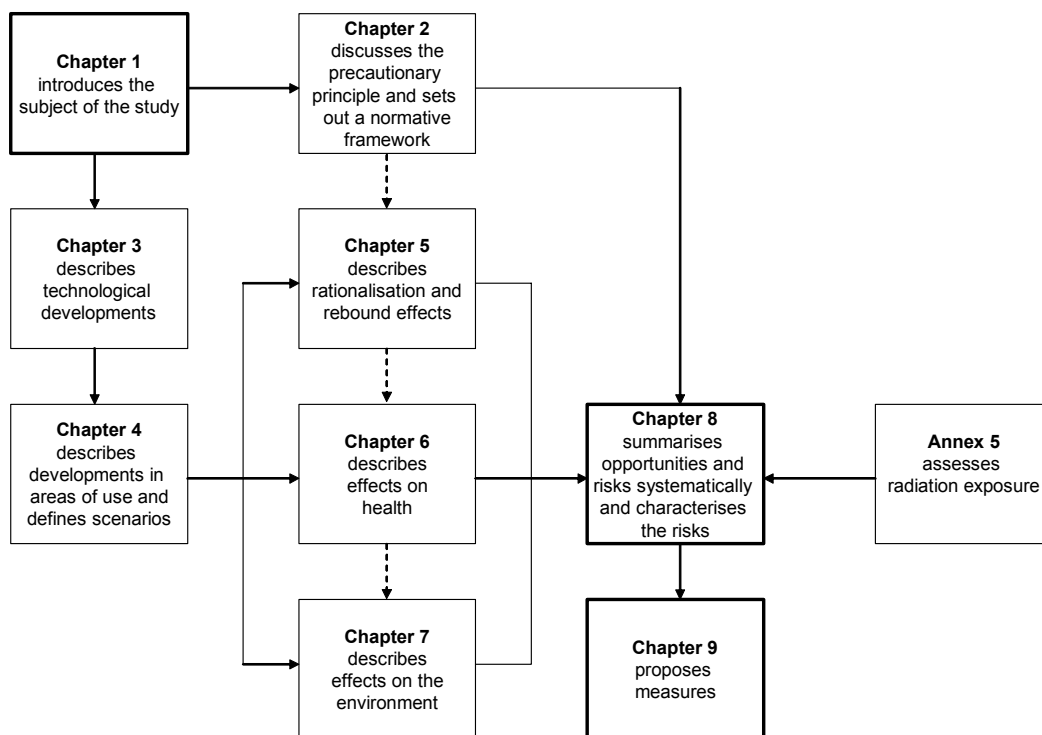 Chapter 1
introduces the
subject of the study
Chapter 2
discusses the
precautionary
principle and sets
out a normative
framework
Chapter 3
describes
technological
developments
Chapter 5
describes
rationalisation and
rebound effects
Chapter 4
describes
developments in
areas of use and
defines scenarios
Chapter 6
describes
effects on
health
Chapter 8
summarises
opportunities and
risks systematically
and characterises
the risks
Annex 5
assesses
radiation exposure
Chapter 7
describes
effects on the
environment
Chapter 9
proposes
measures